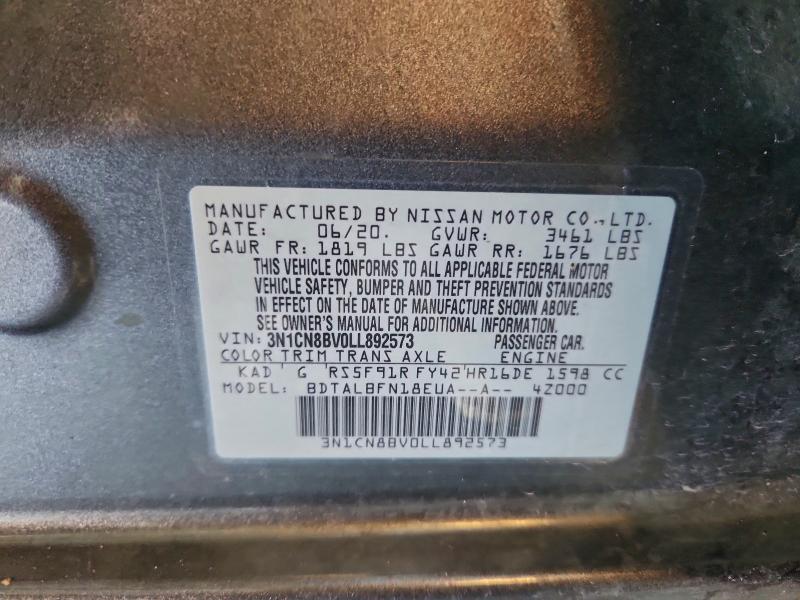 MANUFACTURED BY NISSAN MOTOR CO., LTD.
DATE: 06/20. GVWR: 3461 LBS
GAWR FR: 1819 LBS GAWR RR: 1676 LBS
THIS VEHICLE CONFORMS TO ALL APPLICABLE FEDERAL MOTOR
VEHICLE SAFETY, BUMPER AND THEFT PREVENTION STANDARDS
IN EFFECT ON THE DATE OF MANUFACTURE SHOWN ABOVE.
SEE OWNER'S MANUAL FOR ADDITIONAL INFORMATION.
VIN: 3N1CN8BV0LL892573 PASSENGER CAR.
COLOR TRIM TRANS AXLE ENGINE
KAD ' G 'RS5F91R FY42'HR16DE 1598 CC
MODEL: BDTALBFN18EUA--A-- 4Z000
3N1CN8BV0LL892573